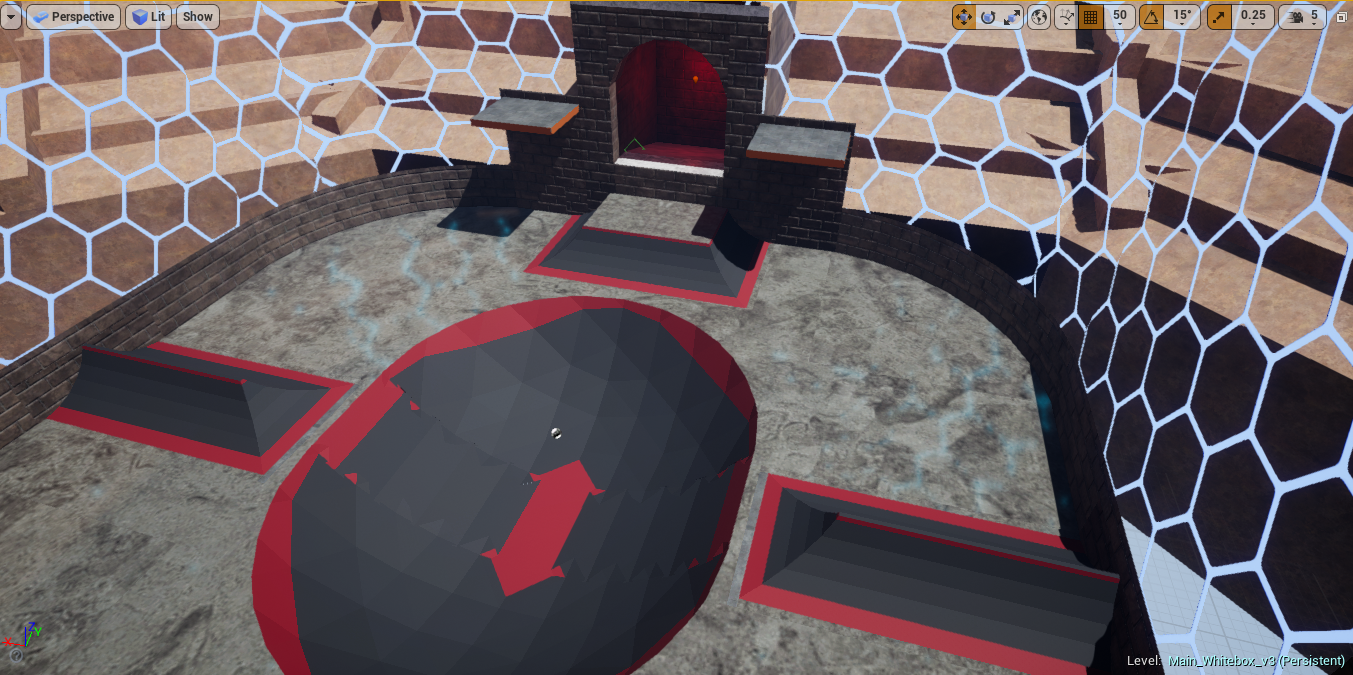 Perspective Lit Show 50 15° 0.25 5
Z
X Y
Level: Main_Whitebox_v3 (Persistent)